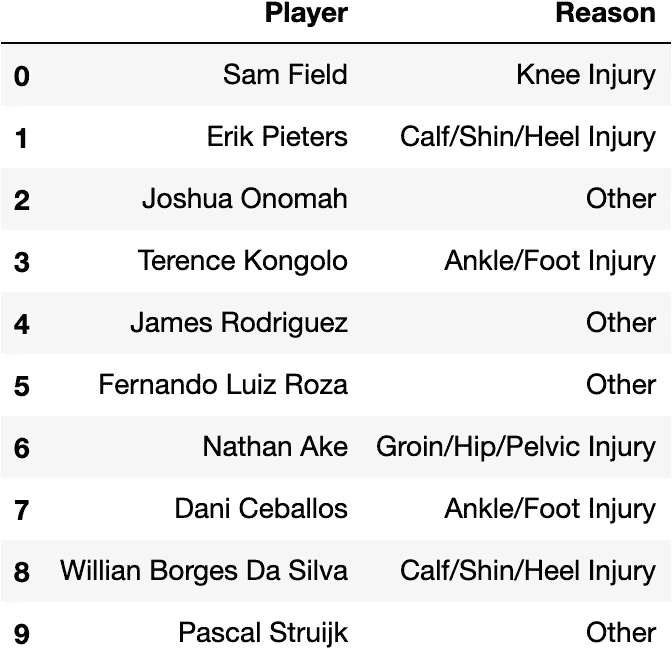 Player Reason
0 Sam Field Knee Injury
1 Erik Pieters Calf/Shin/Heel Injury
2 Joshua Onomah Other
3 Terence Kongolo Ankle/Foot Injury
4 James Rodriguez Other
5 Fernando Luiz Roza Other
6 Nathan Ake Groin/Hip/Pelvic Injury
7 Dani Ceballos Ankle/Foot Injury
8 Willian Borges Da Silva Calf/Shin/Heel Injury
9 Pascal Struijk Other